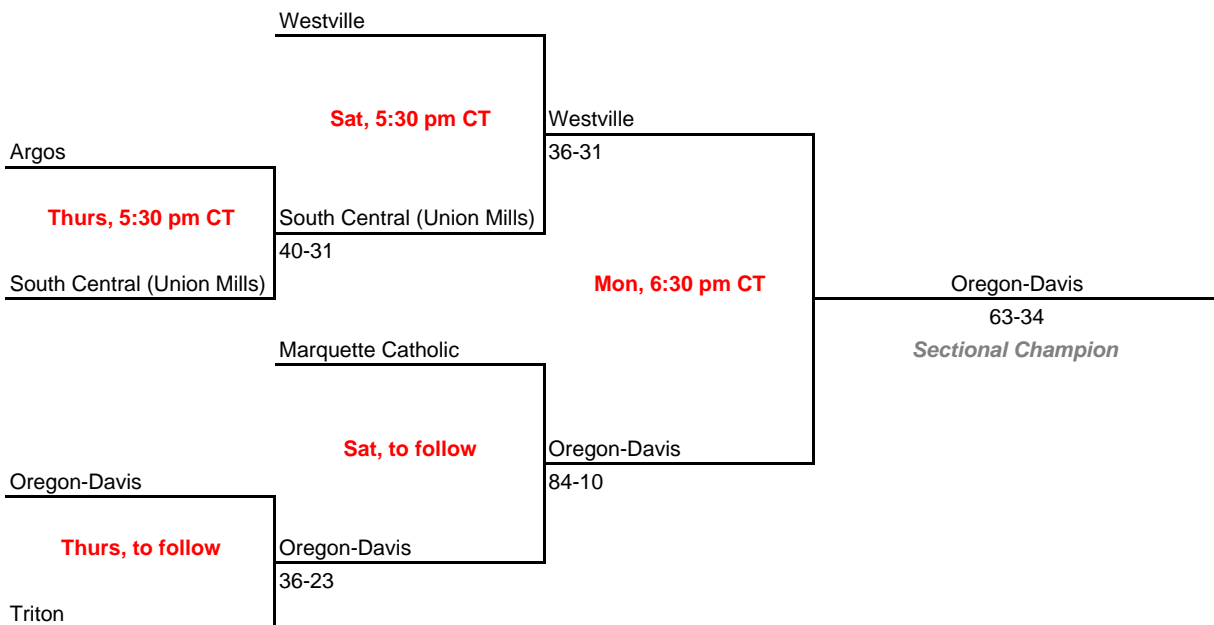 Westville
Sat, 5:30 pm CT
Westville
Argos
36-31
Thurs, 5:30 pm CT
South Central (Union Mills)
40-31
South Central (Union Mills)
Mon, 6:30 pm CT
Oregon-Davis
63-34
Marquette Catholic
Sectional Champion
Sat, to follow
Oregon-Davis
Oregon-Davis
84-10
Thurs, to follow
Oregon-Davis
36-23
Triton